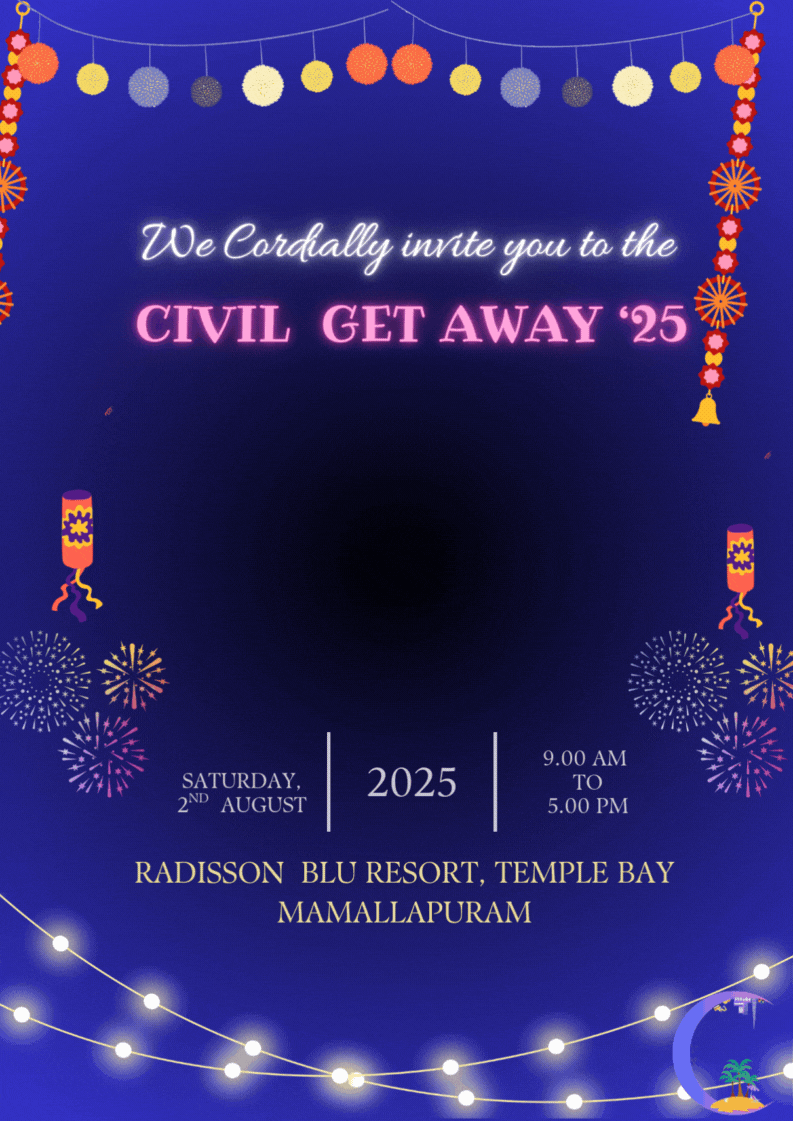 We Cordially invite you to the
CIVIL GET AWAY ‘25
SATURDAY,
2ND AUGUST
2025
9.00 AM
TO
5.00 PM
RADISSON BLU RESORT, TEMPLE BAY
MAMALLAPURAM